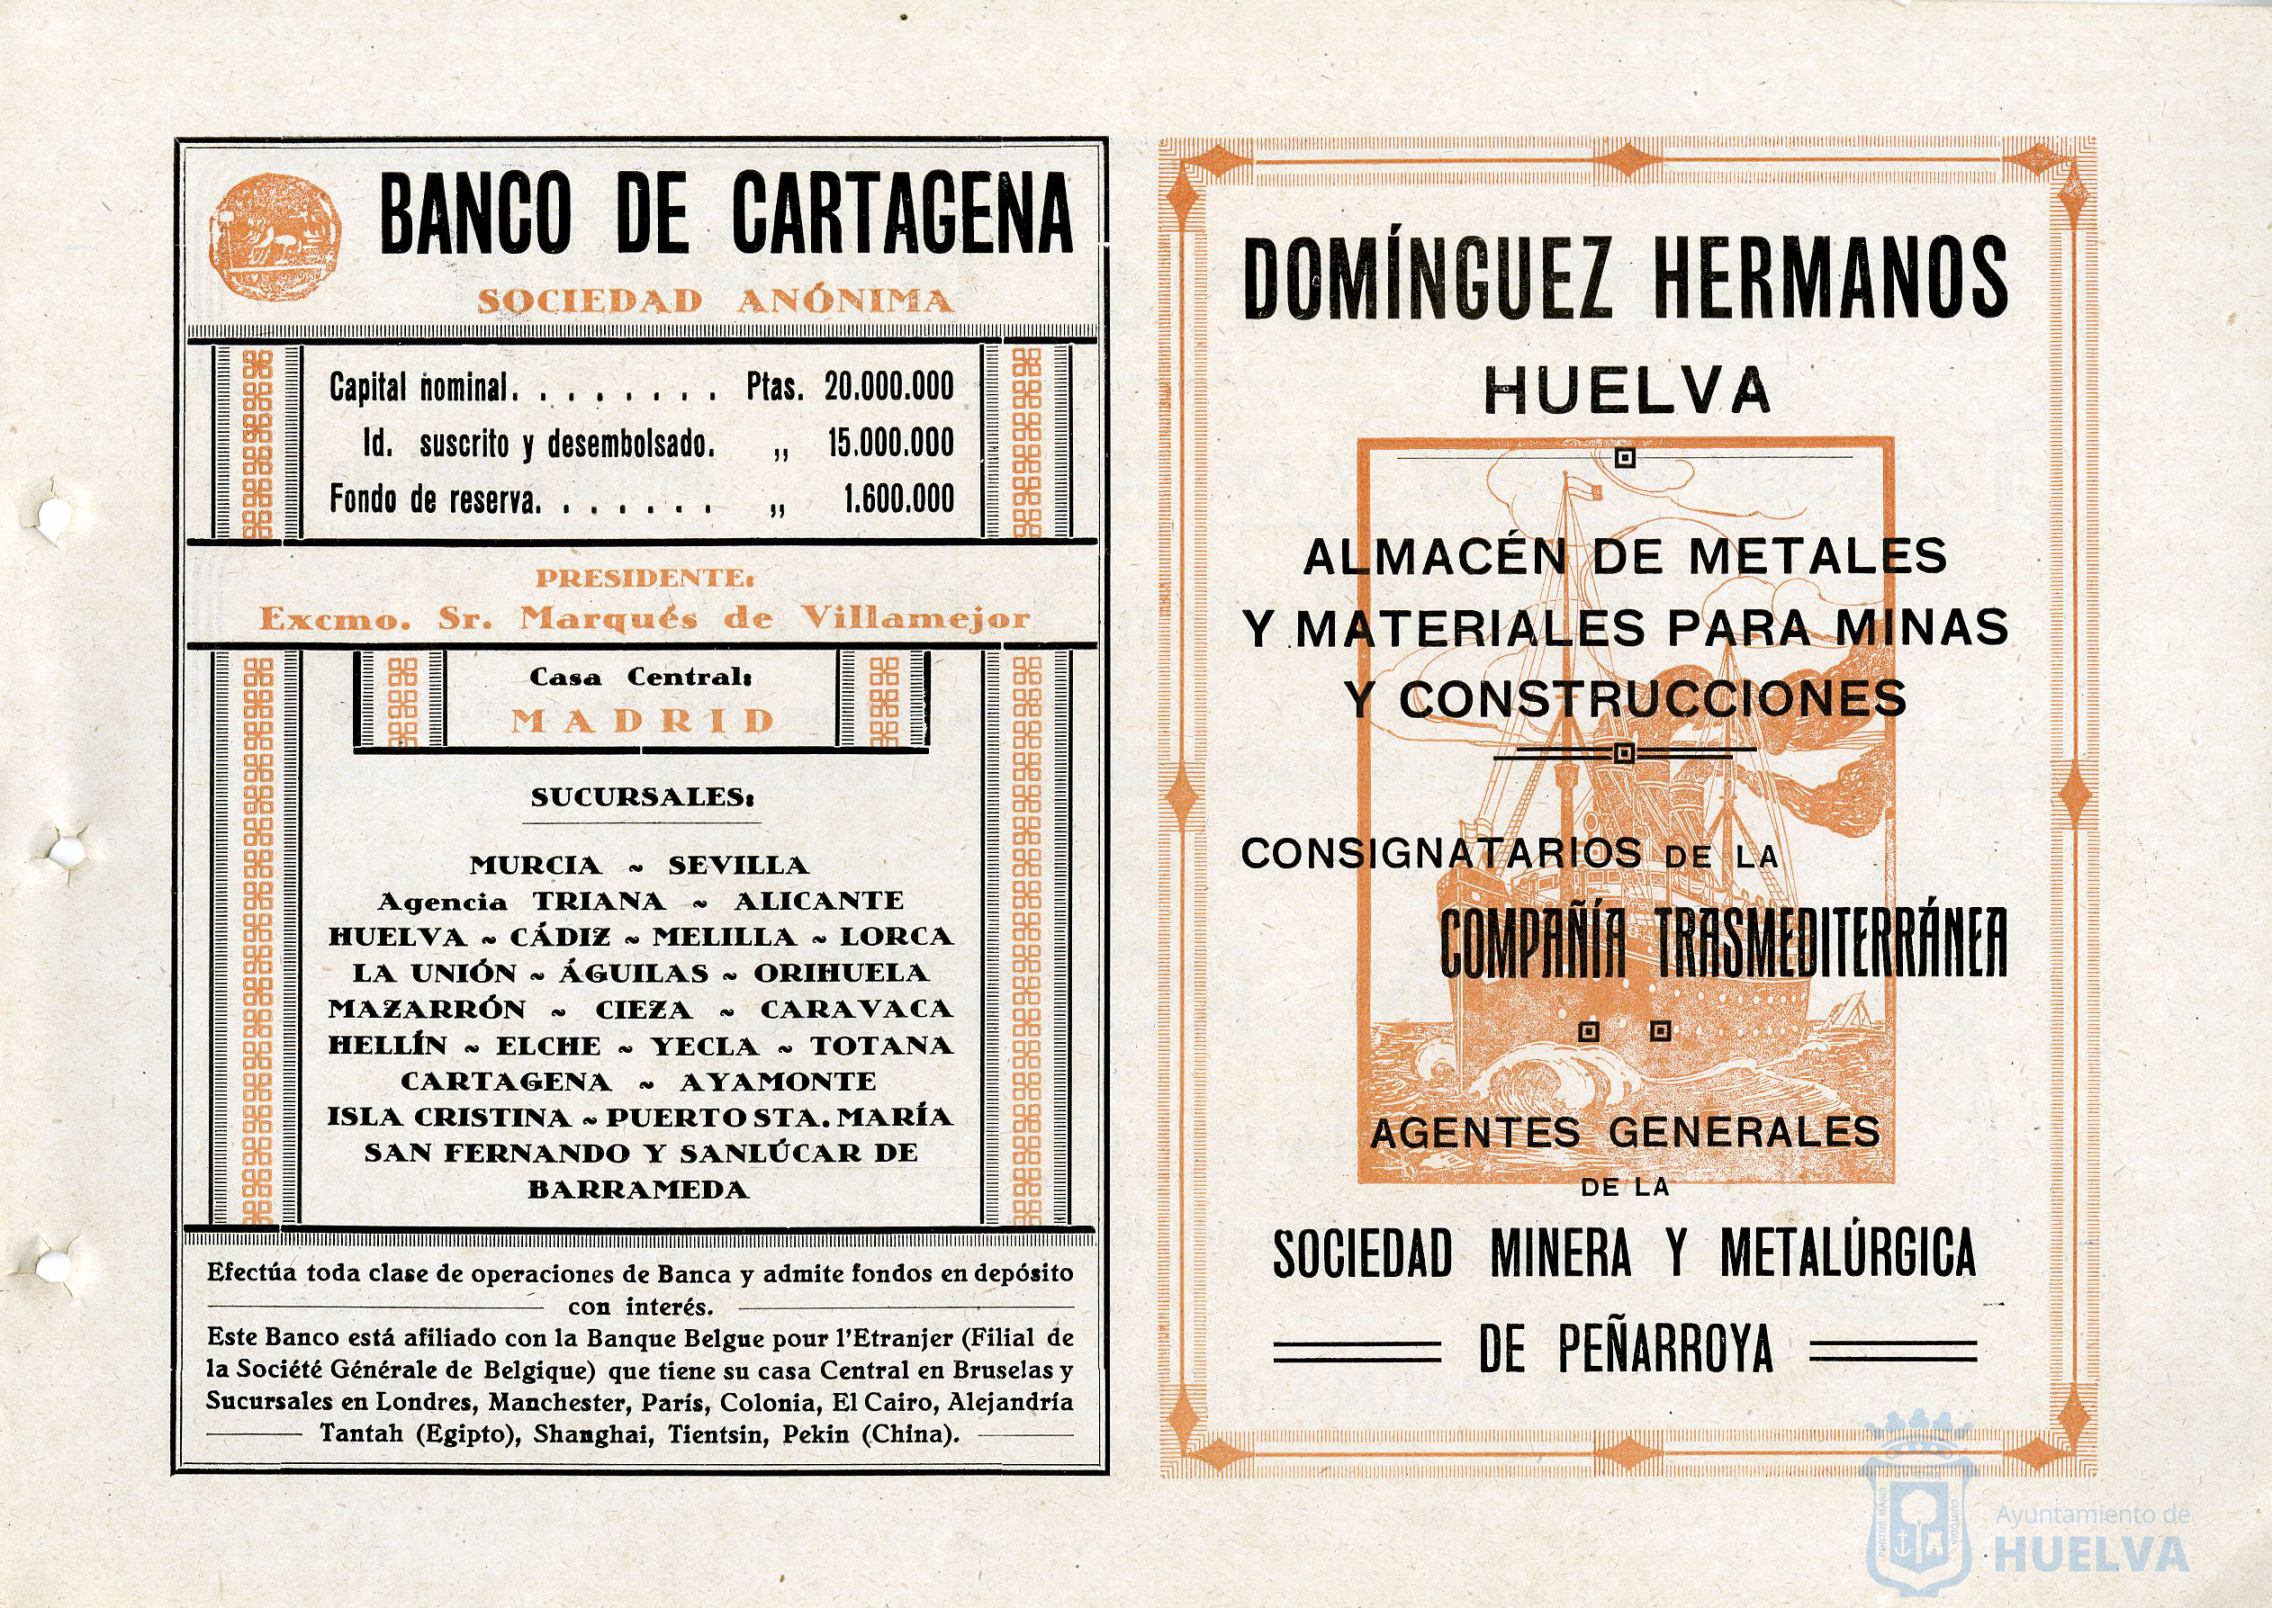 BANCO DE CARTAGENA
SOCIEDAD ANÓNIMA
Capital nominal. . . . . . . . Ptas. 20.000.000
Id. suscrito y desembolsado. ,, 15.000.000
Fondo de reserva. . . . . . . ,, 1.600.000
PRESIDENTE:
Excmo. Sr. Marqués de Villamejor
Casa Central:
MADRID
SUCURSALES:
MURCIA ~ SEVILLA
Agencia TRIANA ~ ALICANTE
HUELVA ~ CÁDIZ ~ MELILLA ~ LORCA
LA UNIÓN ~ ÁGUILAS ~ ORIHUELA
MAZARRÓN ~ CIEZA ~ CARAVACA
HELLÍN ~ ELCHE ~ YECLA ~ TOTANA
CARTAGENA ~ AYAMONTE
ISLA CRISTINA ~ PUERTO STA. MARÍA
SAN FERNANDO Y SANLÚCAR DE
BARRAMEDA
Efectúa toda clase de operaciones de Banca y admite fondos en depósito
con interés.
Este Banco está afiliado con la Banque Belgue pour l'Etranjer (Filial de
la Société Générale de Belgique) que tiene su casa Central en Bruselas y
Sucursales en Londres, Manchester, París, Colonia, El Cairo, Alejandría
Tantah (Egipto), Shanghai, Tientsin, Pekin (China).
DOMÍNGUEZ HERMANOS
HUELVA
ALMACÉN DE METALES
Y MATERIALES PARA MINAS
Y CONSTRUCCIONES
CONSIGNATARIOS DE LA
COMPAÑÍA TRASMEDITERRÁNEA
AGENTES GENERALES
DE LA
SOCIEDAD MINERA Y METALÚRGICA
DE PEÑARROYA
PORTUS MARIS
CUSTODIA
Ayuntamiento de
HUELVA